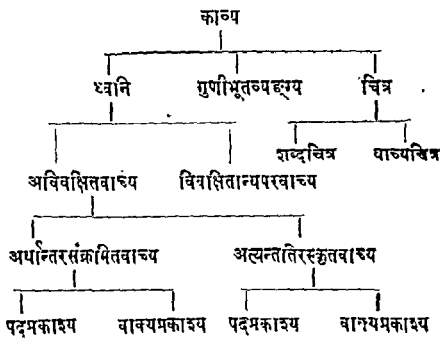 काव्य
ध्वनि गुणीभूतव्यङ्ग्य चित्र
शब्दचित्र वाच्यचित्र
अविवक्षितवाच्य विवक्षितान्यपरवाच्य
अर्थान्तरसंक्रमितवाच्य अत्यन्ततिरस्कृतवाच्य
पदप्रकाश्य वाक्यप्रकाश्य पदप्रकाश्य वाक्यप्रकाश्य